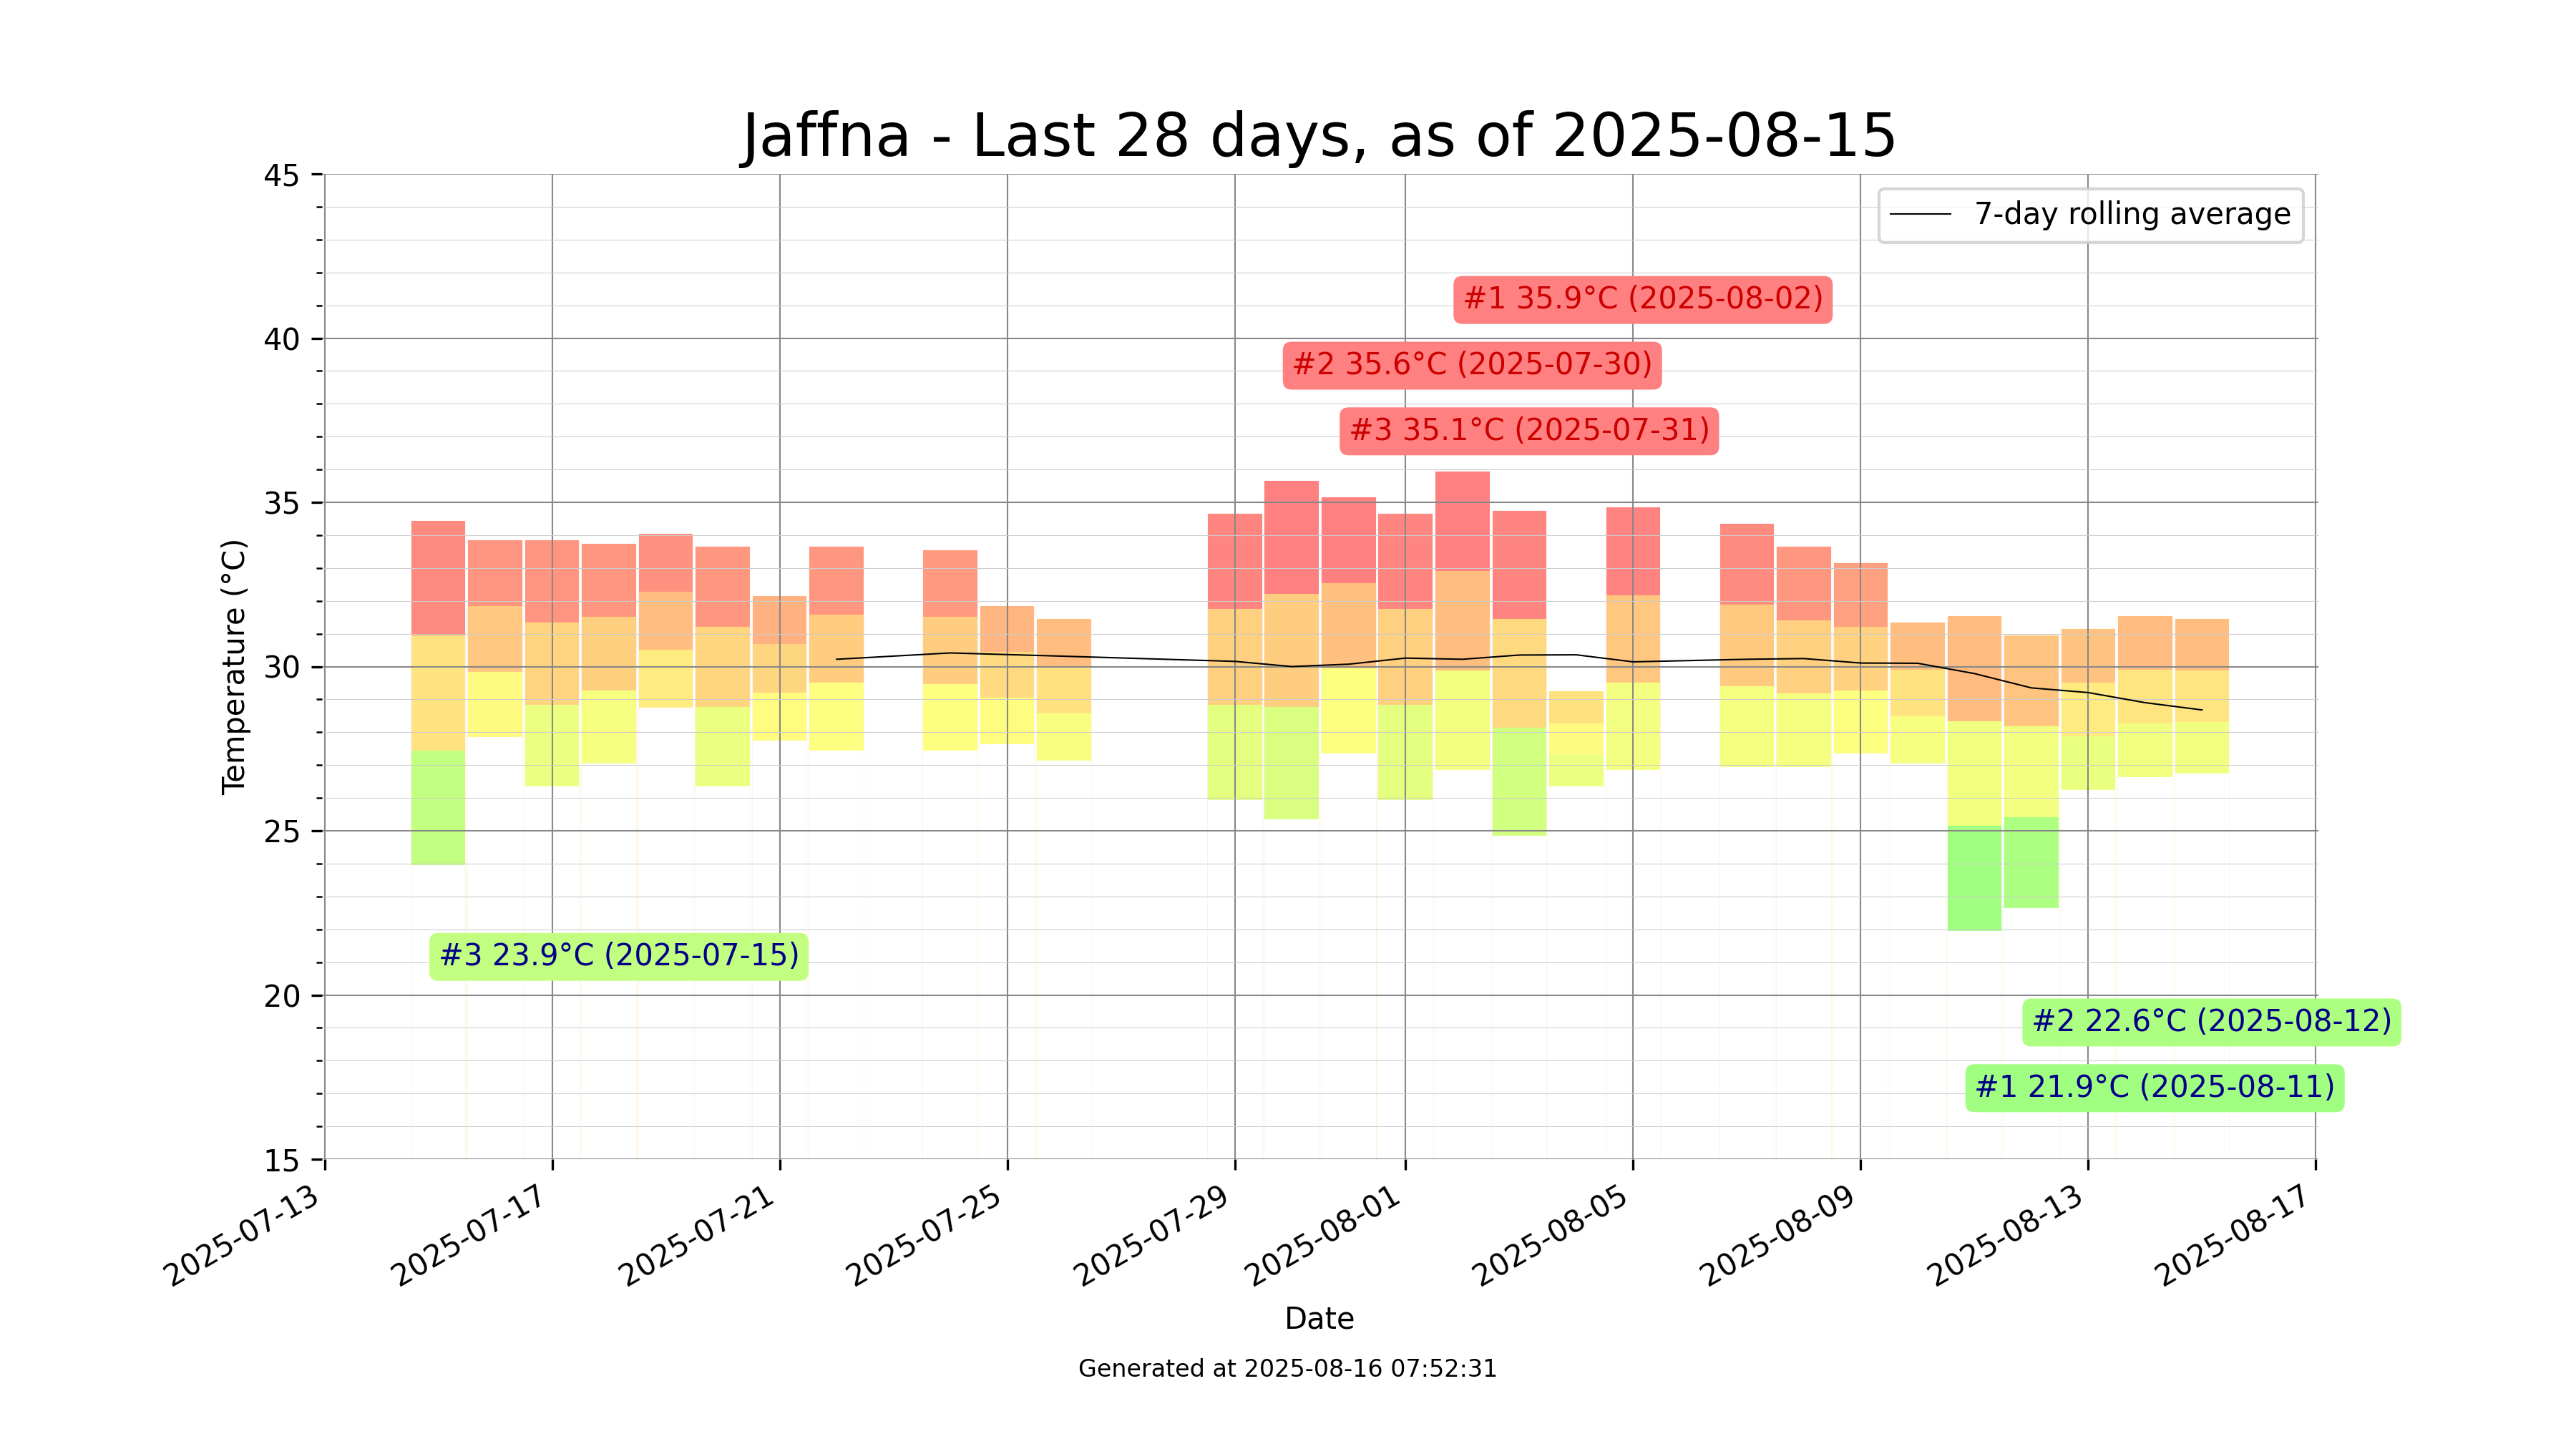 Jaffna - Last 28 days, as of 2025-08-15
7-day rolling average
#1 35.9°C (2025-08-02)
#2 35.6°C (2025-07-30)
#3 35.1°C (2025-07-31)
#3 23.9°C (2025-07-15)
#2 22.6°C (2025-08-12)
#1 21.9°C (2025-08-11)
Temperature (°C)
45
40
35
30
25
20
15
2025-07-13
2025-07-17
2025-07-21
2025-07-25
2025-07-29
2025-08-01
2025-08-05
2025-08-09
2025-08-13
2025-08-17
Date
Generated at 2025-08-16 07:52:31